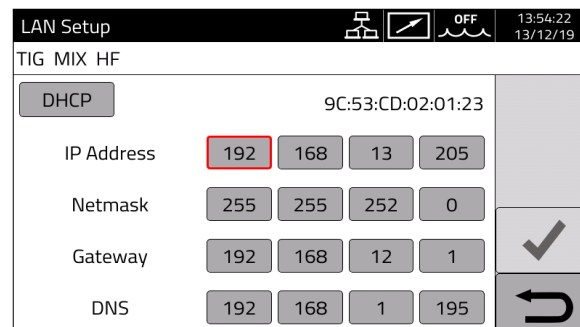 LAN Setup OFF 13:54:22
13/12/19
TIG MIX HF
DHCP 9C:53:CD:02:01:23
IP Address 192 168 13 205
Netmask 255 255 252 0
Gateway 192 168 12 1
DNS 192 168 1 195